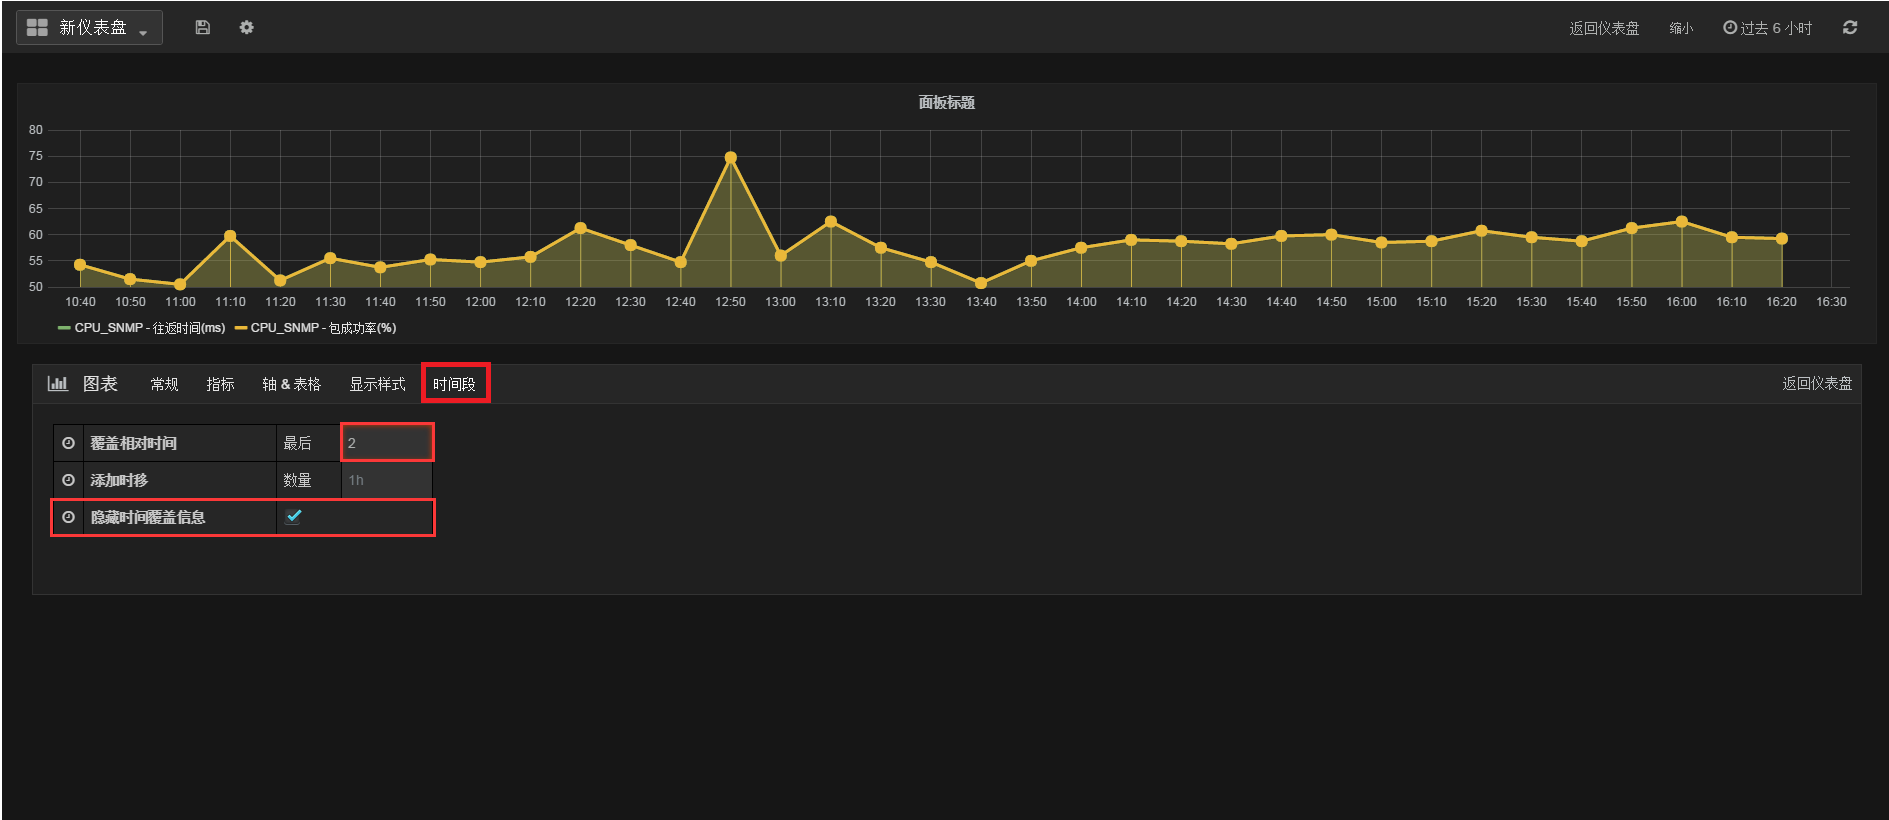 新仪表盘 返回仪表盘 缩小 过去 6 小时
面板标题
80
75
70
65
60
55
50
10:40 10:50 11:00 11:10 11:20 11:30 11:40 11:50 12:00 12:10 12:20 12:30 12:40 12:50 13:00 13:10 13:20 13:30 13:40 13:50 14:00 14:10 14:20 14:30 14:40 14:50 15:00 15:10 15:20 15:30 15:40 15:50 16:00 16:10 16:20 16:30
CPU_SNMP - 往返时间(ms) CPU_SNMP - 包成功率(%)
图表 常规 指标 轴 & 表格 显示样式 时间段 返回仪表盘
覆盖相对时间 最后 2
添加时移 数量 1h
隐藏时间覆盖信息